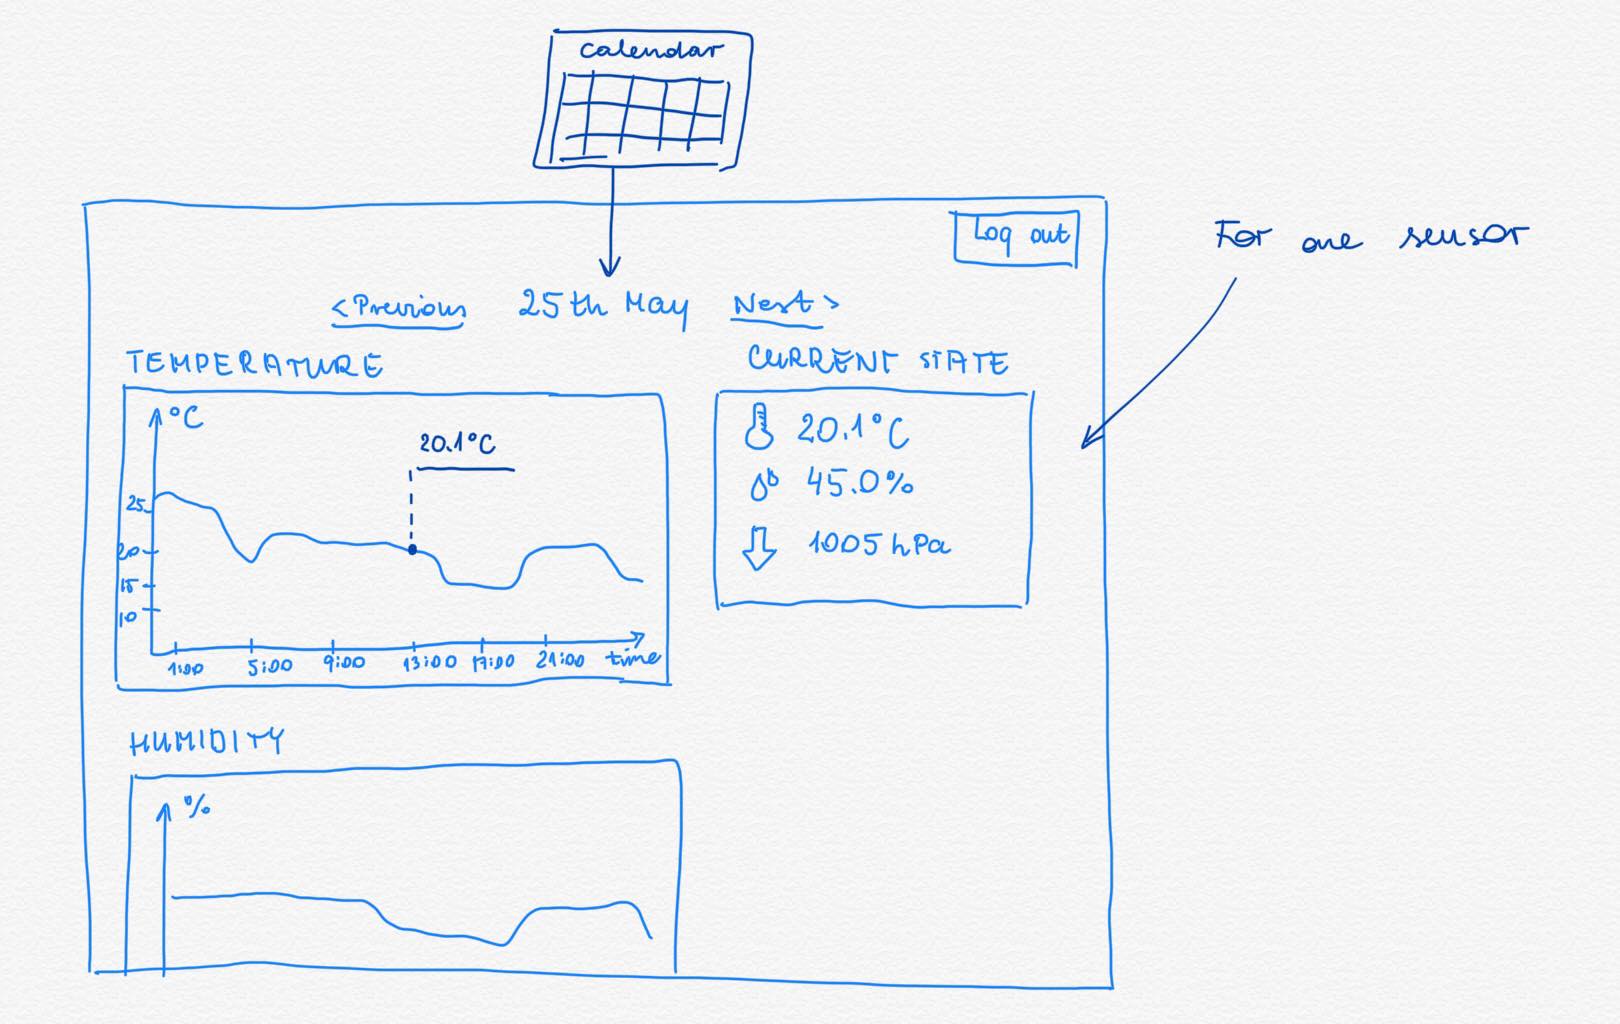 calendar
Log out
For one sensor
<Previous 25th May Next >
TEMPERATURE
°C
20.1°C
25
20
15
10
1:00 5:00 9:00 13:00 17:00 21:00 time
CURRENT STATE
20.1°C
45.0%
1005 hPa
HUMIDITY
%